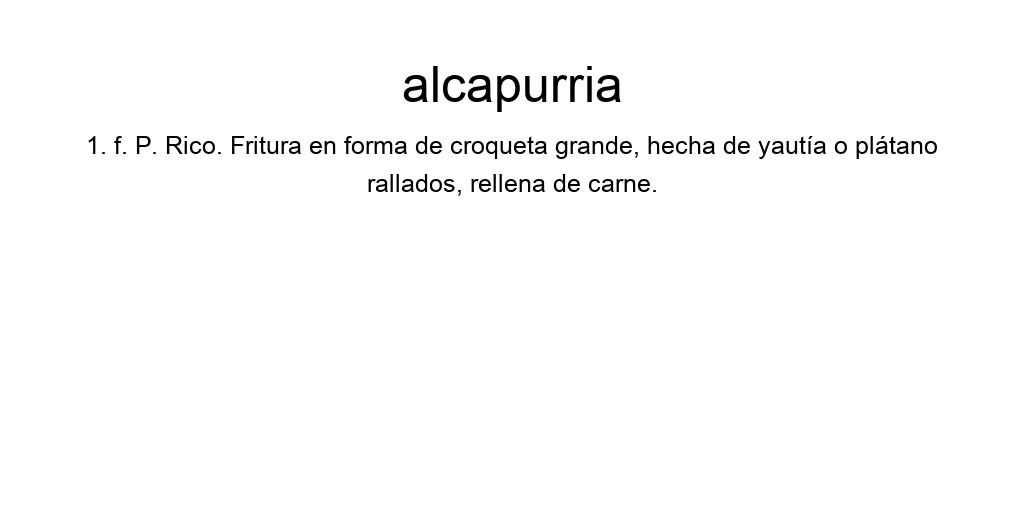 alcapurria
1. f. P. Rico. Fritura en forma de croqueta grande, hecha de yautía o plátano
rallados, rellena de carne.